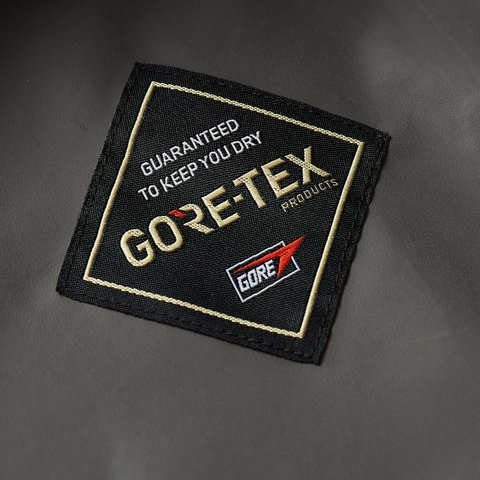 GUARANTEED
TO KEEP YOU DRY
GORE-TEX
PRODUCTS
GORE